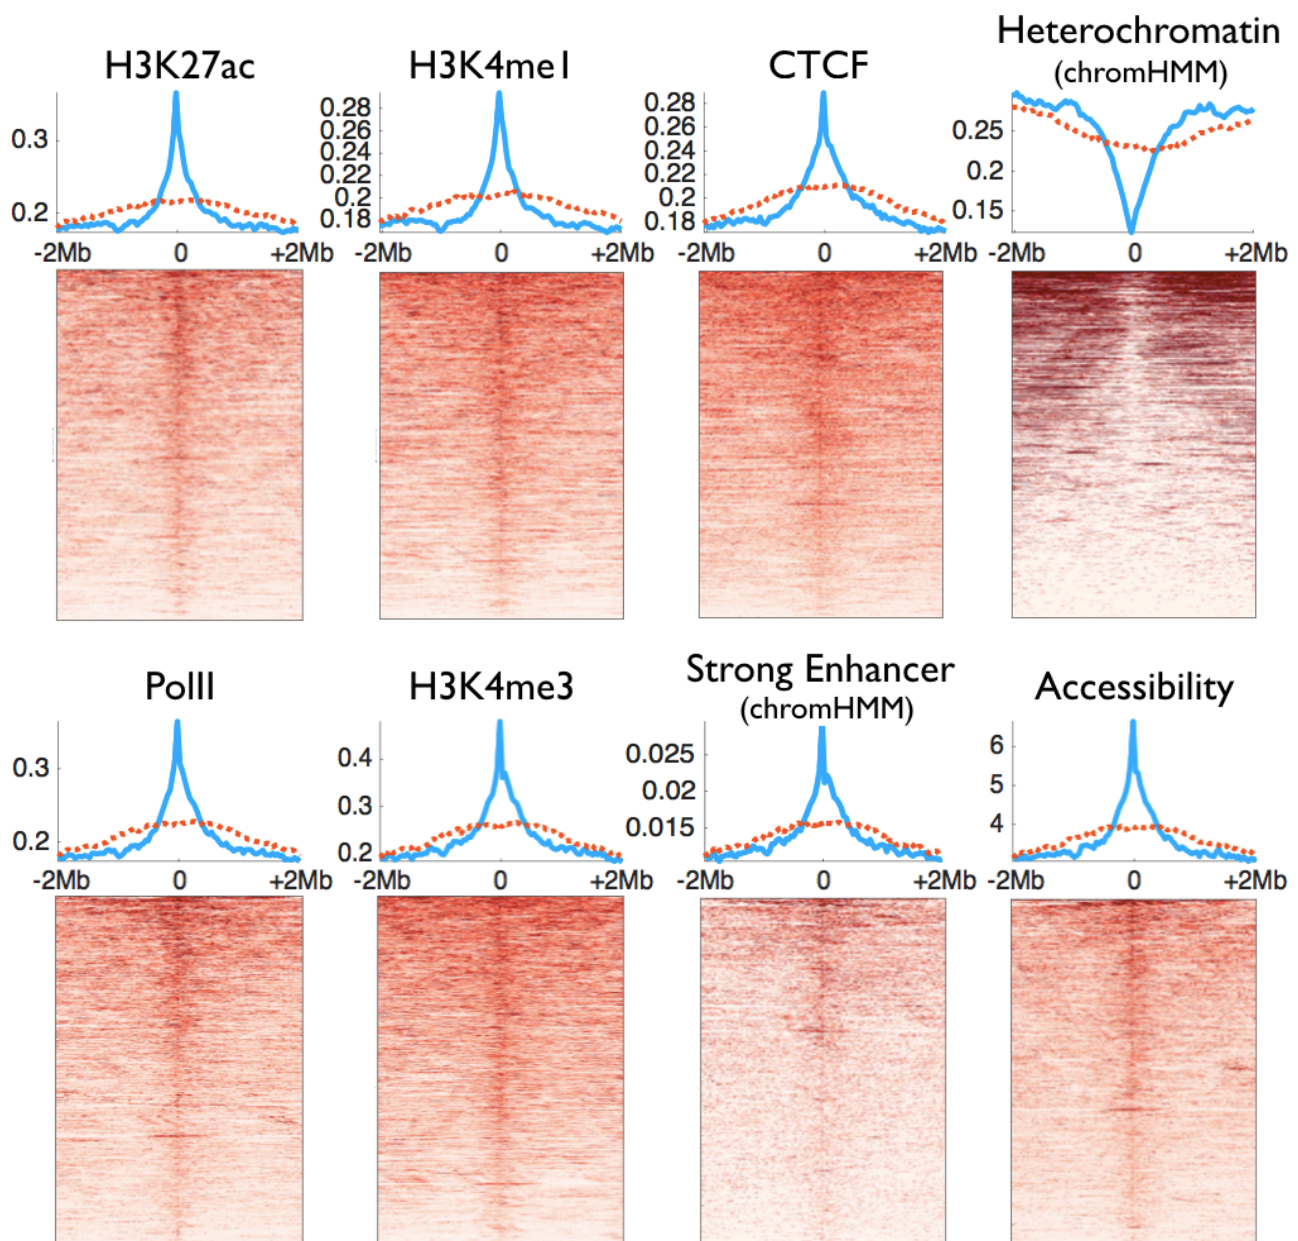 H3K27ac
0.3
0.2
-2Mb 0 +2Mb
H3K4me1
0.28
0.26
0.24
0.22
0.2
0.18
-2Mb 0 +2Mb
CTCF
0.28
0.26
0.24
0.22
0.2
0.18
-2Mb 0 +2Mb
Heterochromatin
(chromHMM)
0.25
0.2
0.15
-2Mb 0 +2Mb
PolII
0.3
0.2
-2Mb 0 +2Mb
H3K4me3
0.4
0.3
0.2
-2Mb 0 +2Mb
Strong Enhancer
(chromHMM)
0.025
0.02
0.015
-2Mb 0 +2Mb
Accessibility
6
5
4
-2Mb 0 +2Mb